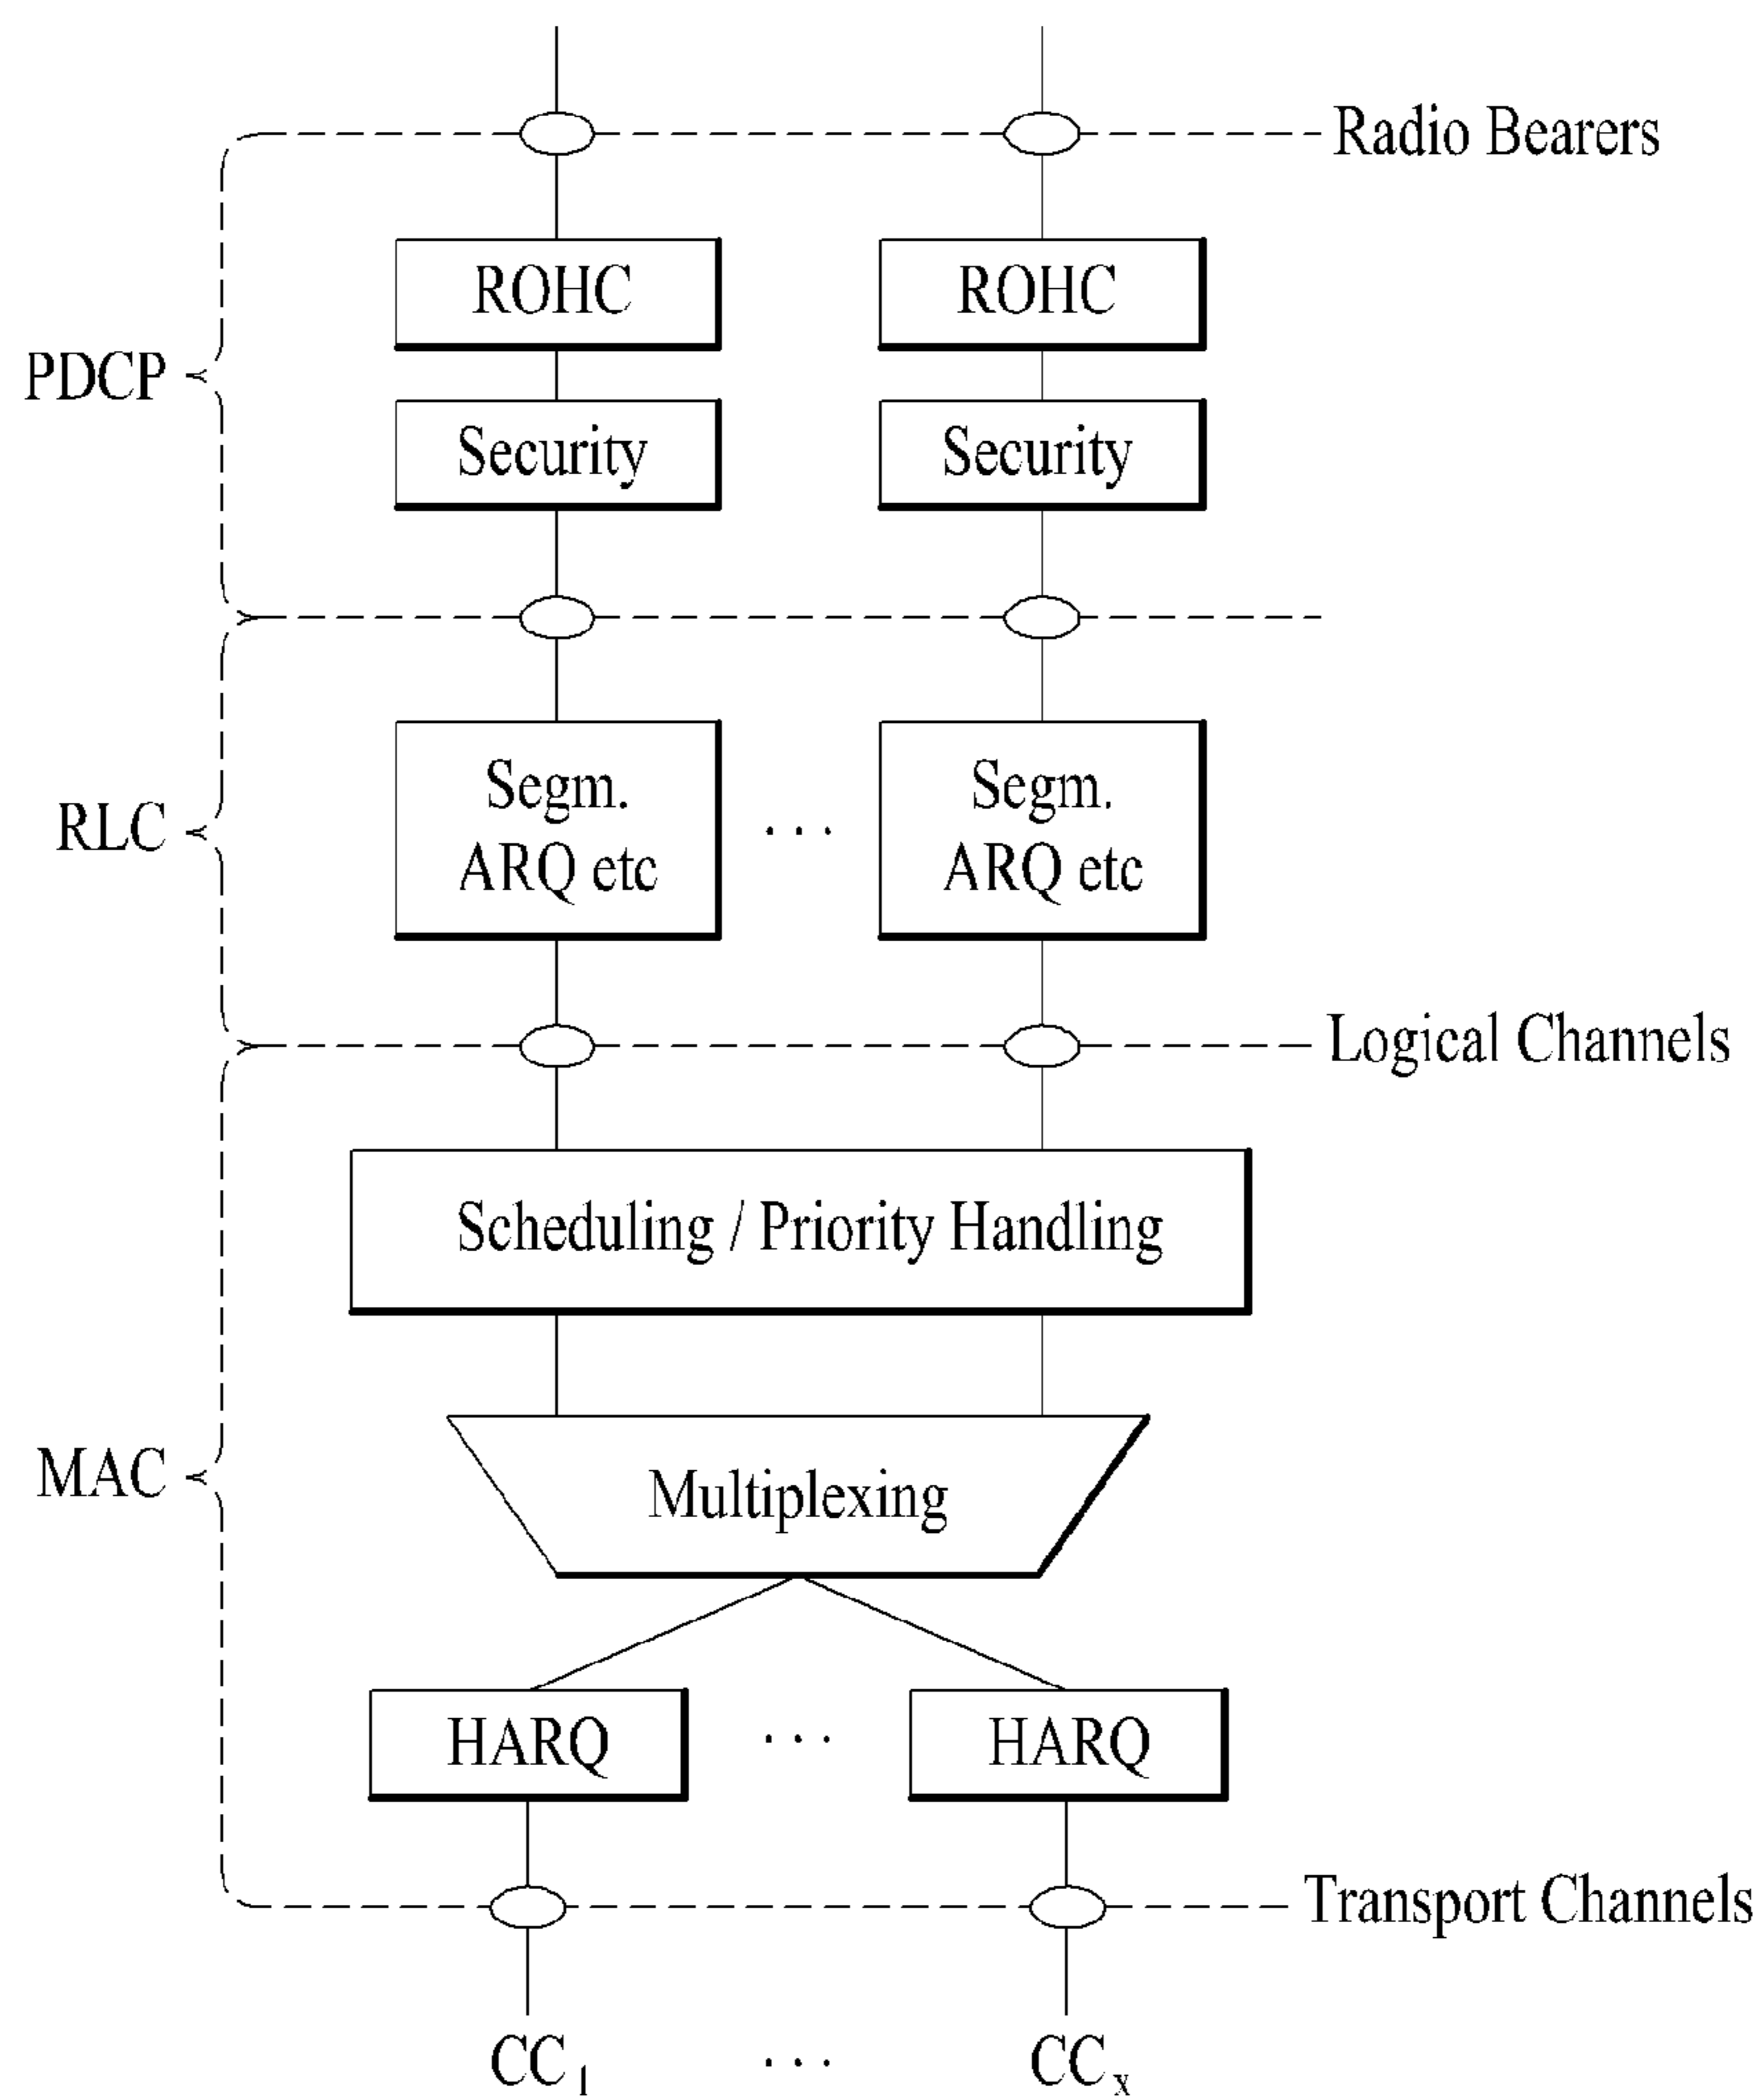 Radio Bearers
ROHC ROHC
PDCP
Security Security
Segm. Segm.
RLC ...
ARQ etc ARQ etc
Logical Channels
Scheduling / Priority Handling
MAC
Multiplexing
HARQ ... HARQ
Transport Channels
CC1 ... CCx